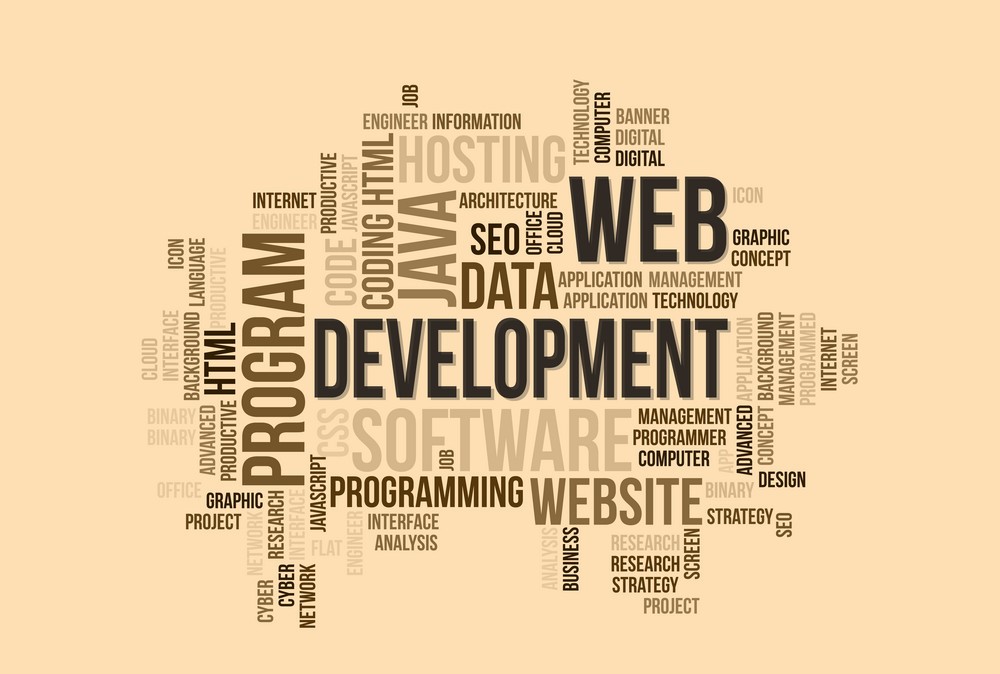 JOB
ENGINEER INFORMATION
TECHNOLOGY
COMPUTER
BANNER
DIGITAL
DIGITAL
HOSTING
CODING HTML
JAVASCRIPT
PRODUCTIVE
INTERNET
ENGINEER
JAVA
ARCHITECTURE
WEB
ICON
SEO
OFFICE
CLOUD
GRAPHIC
CONCEPT
ICON
LANGUAGE
PRODUCTIVE
PROGRAM
CODE
DATA
APPLICATION MANAGEMENT
APPLICATION TECHNOLOGY
CLOUD
INTERFACE
BACKGROUND
HTML
DEVELOPMENT
APPLICATION
BACKGROUND
MANAGEMENT
PROGRAMMED
INTERNET
SCREEN
BINARY
BINARY
ADVANCED
PRODUCTIVE
CSS
SOFTWARE
MANAGEMENT
PROGRAMMER
COMPUTER
APP
ADVANCED
CONCEPT
JOB
OFFICE
GRAPHIC
PROJECT
JAVASCRIPT
PROGRAMMING
WEBSITE
BINARY
DESIGN
STRATEGY
SEO
NETWORK
RESEARCH
INTERFACE
FLAT
ENGINEER
INTERFACE
ANALYSIS
ANALYSIS
BUSINESS
RESEARCH
RESEARCH
STRATEGY
SCREEN
PROJECT
CYBER
CYBER
NETWORK